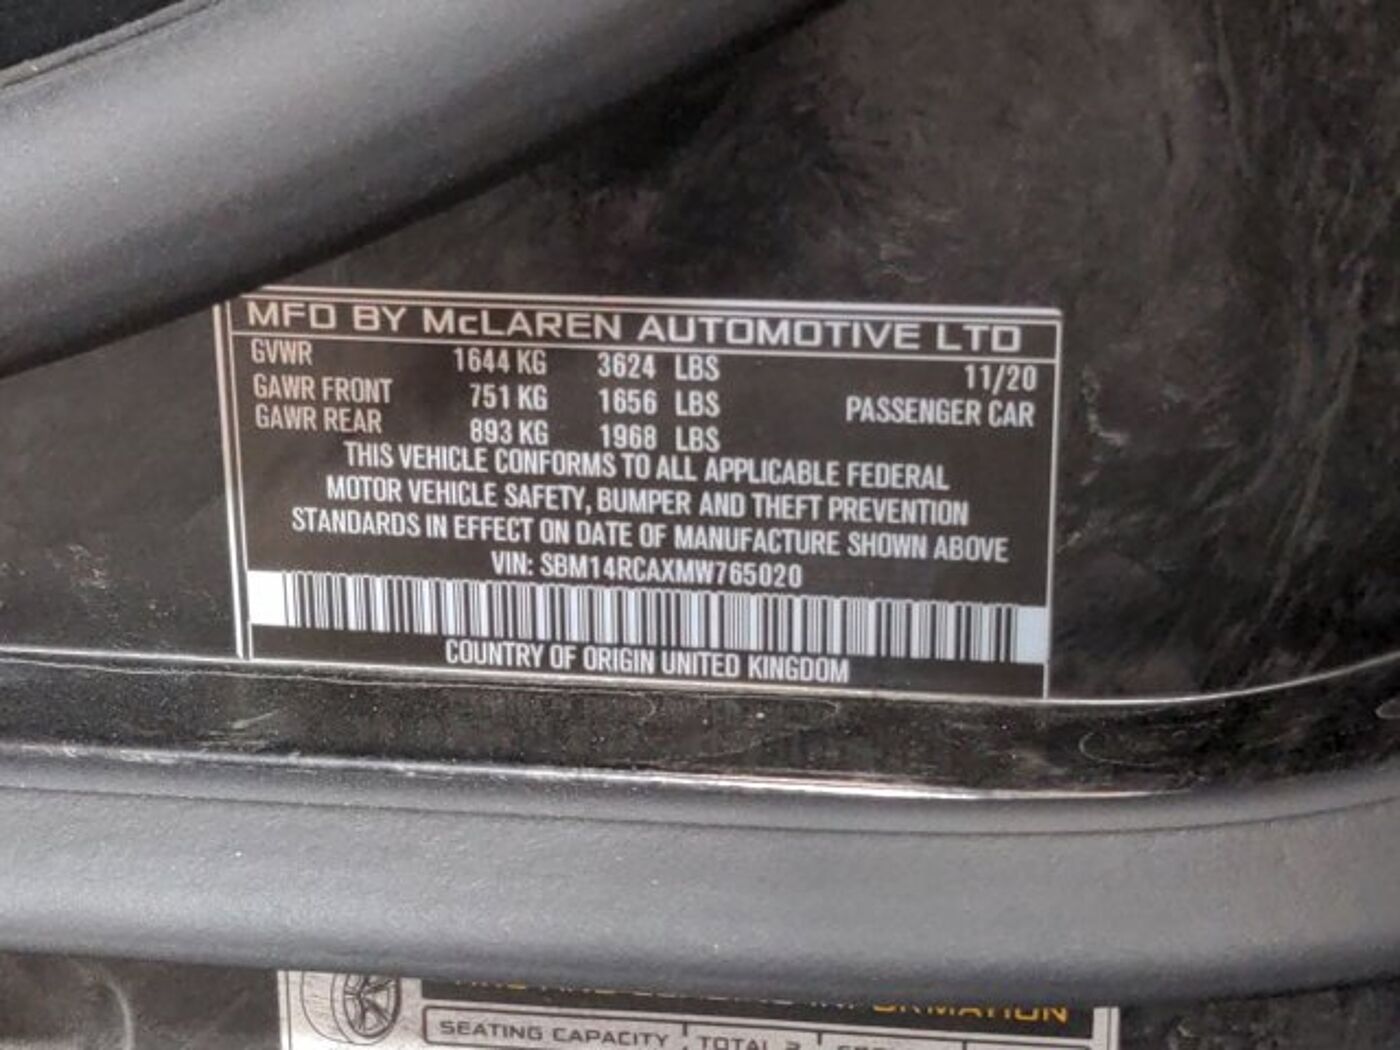 MFD BY McLAREN AUTOMOTIVE LTD
GVWR 1644 KG 3624 LBS 11/20
GAWR FRONT 751 KG 1656 LBS PASSENGER CAR
GAWR REAR 893 KG 1968 LBS
THIS VEHICLE CONFORMS TO ALL APPLICABLE FEDERAL
MOTOR VEHICLE SAFETY, BUMPER AND THEFT PREVENTION
STANDARDS IN EFFECT ON DATE OF MANUFACTURE SHOWN ABOVE
VIN: SBM14RCAXMW765020
COUNTRY OF ORIGIN UNITED KINGDOM
INFORMATION
SEATING CAPACITY TOTAL 2